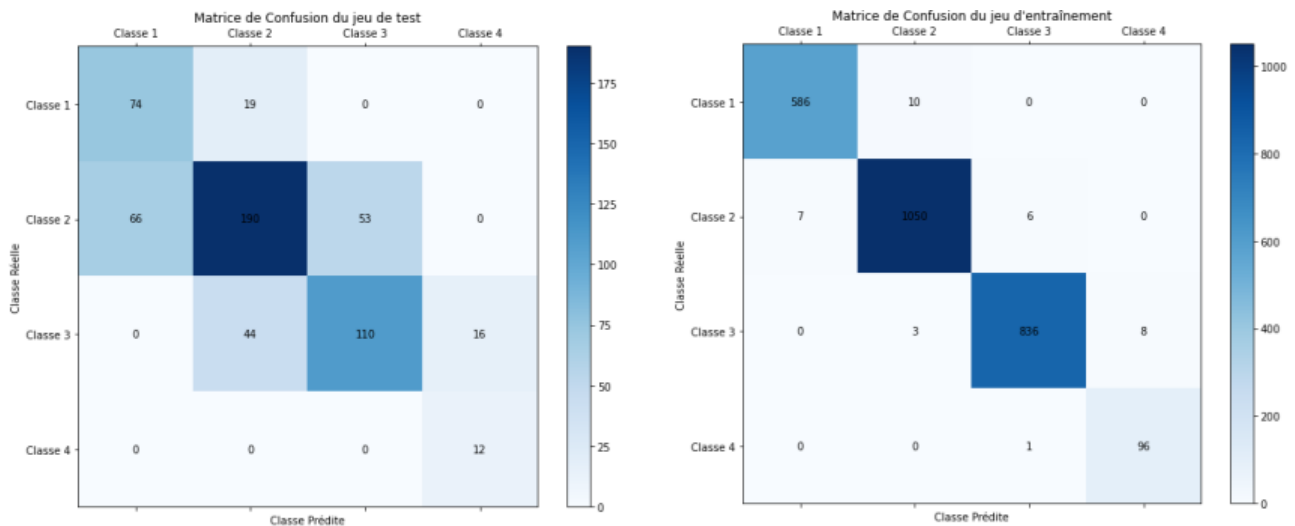 Matrice de Confusion du jeu de test
Classe 1 Classe 2 Classe 3 Classe 4
Classe 1 74 19 0 0
Classe 2 66 190 53 0
Classe 3 0 44 110 16
Classe 4 0 0 0 12
Classe Réelle
Classe Prédite
175
150
125
100
75
50
25
0
Matrice de Confusion du jeu d'entraînement
Classe 1 Classe 2 Classe 3 Classe 4
Classe 1 586 10 0 0
Classe 2 7 1050 6 0
Classe 3 0 3 836 8
Classe 4 0 0 1 96
Classe Réelle
Classe Prédite
1000
800
600
400
200
0